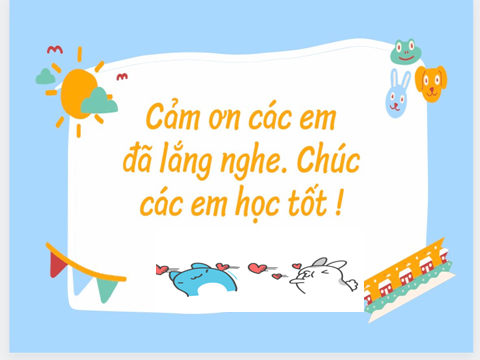 Cảm ơn các em
đã lắng nghe. Chúc
các em học tốt !